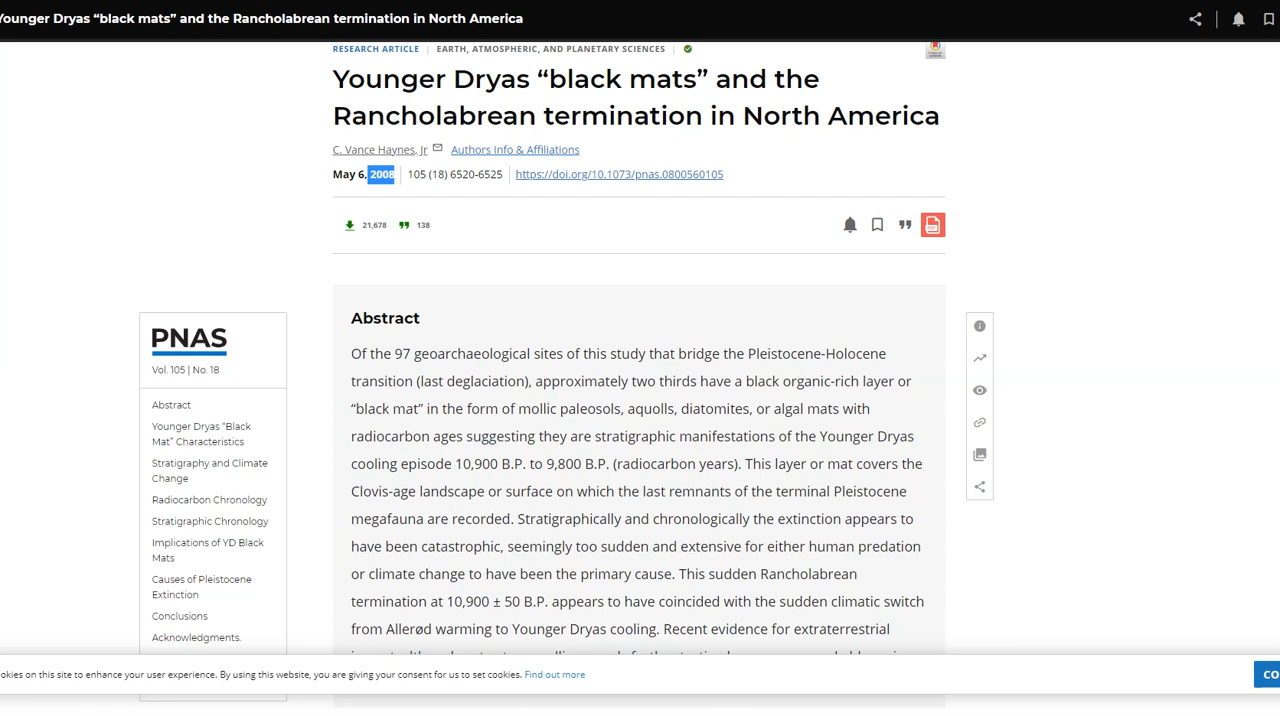 Younger Dryas “black mats” and the Rancholabrean termination in North America
RESEARCH ARTICLE | EARTH, ATMOSPHERIC, AND PLANETARY SCIENCES |
Younger Dryas “black mats” and the
Rancholabrean termination in North America
C. Vance Haynes, Jr Authors Info & Affiliations
May 6, 2008 | 105 (18) 6520-6525 | https://doi.org/10.1073/pnas.0800560105
21,678 138
PDF
Abstract
Of the 97 geoarchaeological sites of this study that bridge the Pleistocene-Holocene
transition (last deglaciation), approximately two thirds have a black organic-rich layer or
“black mat” in the form of mollic paleosols, aquolls, diatomites, or algal mats with
radiocarbon ages suggesting they are stratigraphic manifestations of the Younger Dryas
cooling episode 10,900 B.P. to 9,800 B.P. (radiocarbon years). This layer or mat covers the
Clovis-age landscape or surface on which the last remnants of the terminal Pleistocene
megafauna are recorded. Stratigraphically and chronologically the extinction appears to
have been catastrophic, seemingly too sudden and extensive for either human predation
or climate change to have been the primary cause. This sudden Rancholabrean
termination at 10,900 ± 50 B.P. appears to have coincided with the sudden climatic switch
from Allerød warming to Younger Dryas cooling. Recent evidence for extraterrestrial
PNAS
Vol. 105 | No. 18
Abstract
Younger Dryas “Black
Mat” Characteristics
Stratigraphy and Climate
Change
Radiocarbon Chronology
Stratigraphic Chronology
Implications of YD Black
Mats
Causes of Pleistocene
Extinction
Conclusions
Acknowledgments.
okies on this site to enhance your user experience. By using this website, you are giving your consent for us to set cookies. Find out more
CO